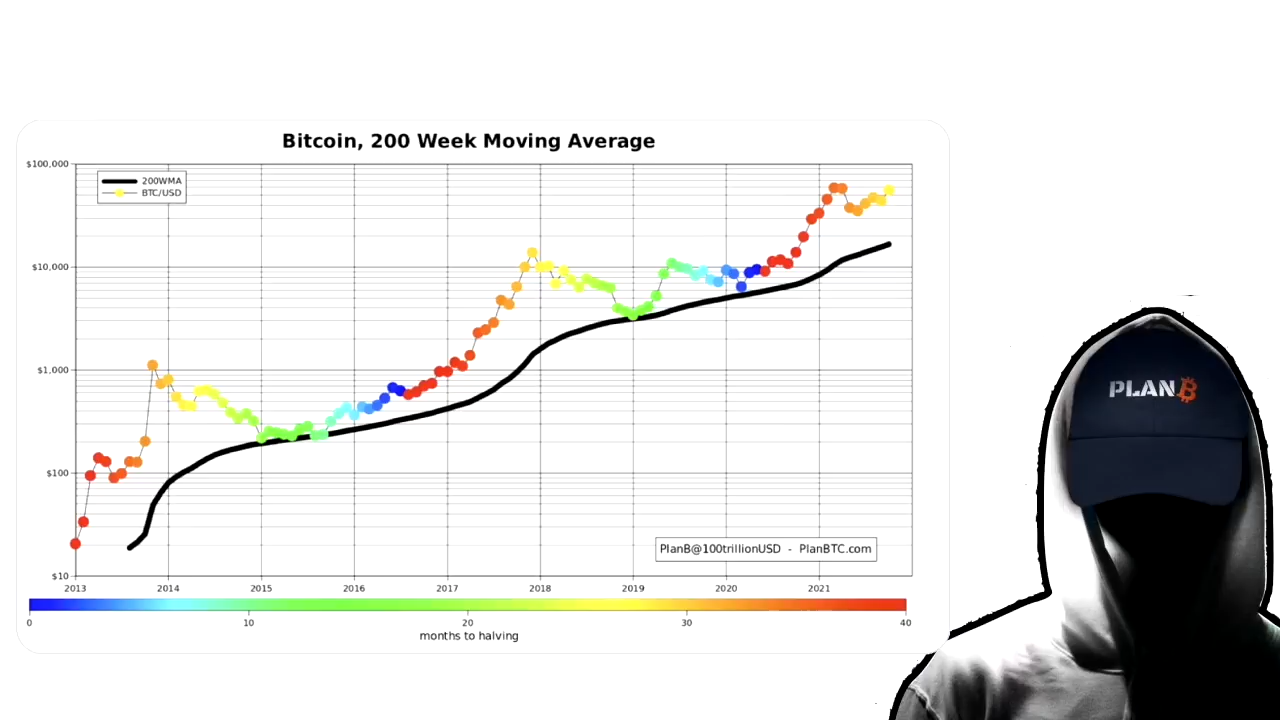 Bitcoin, 200 Week Moving Average
$100,000
200WMA
BTC/USD
$10,000
$1,000
$100
$10
PlanB@100trillionUSD - PlanBTC.com
2013 2014 2015 2016 2017 2018 2019 2020 2021
0 10 20 30 40
months to halving
PLANB